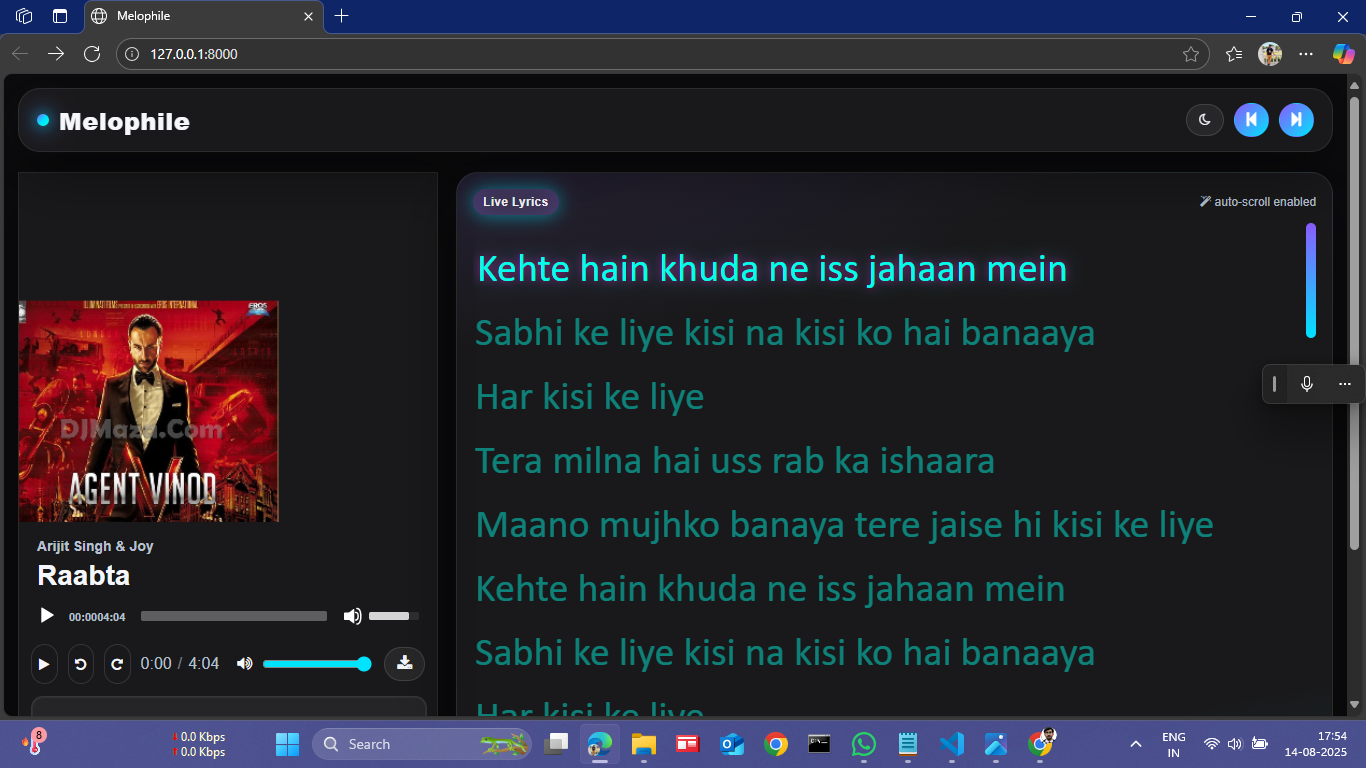 Melophile
127.0.0.1:8000
Melophile
Live Lyrics
auto-scroll enabled
Kehte hain khuda ne iss jahaan mein
Sabhi ke liye kisi na kisi ko hai banaaya
Har kisi ke liye
Tera milna hai uss rab ka ishaara
Maano mujhko banaya tere jaise hi kisi ke liye
Kehte hain khuda ne iss jahaan mein
Sabhi ke liye kisi na kisi ko hai banaaya
Har kisi ke liye
EROS
DJMaza.Com
AGENT VINOD
Arijit Singh & Joy
Raabta
00:0004:04
0:00 / 4:04
8
0.0 Kbps
0.0 Kbps
Search
ENG
IN
17:54
14-08-2025